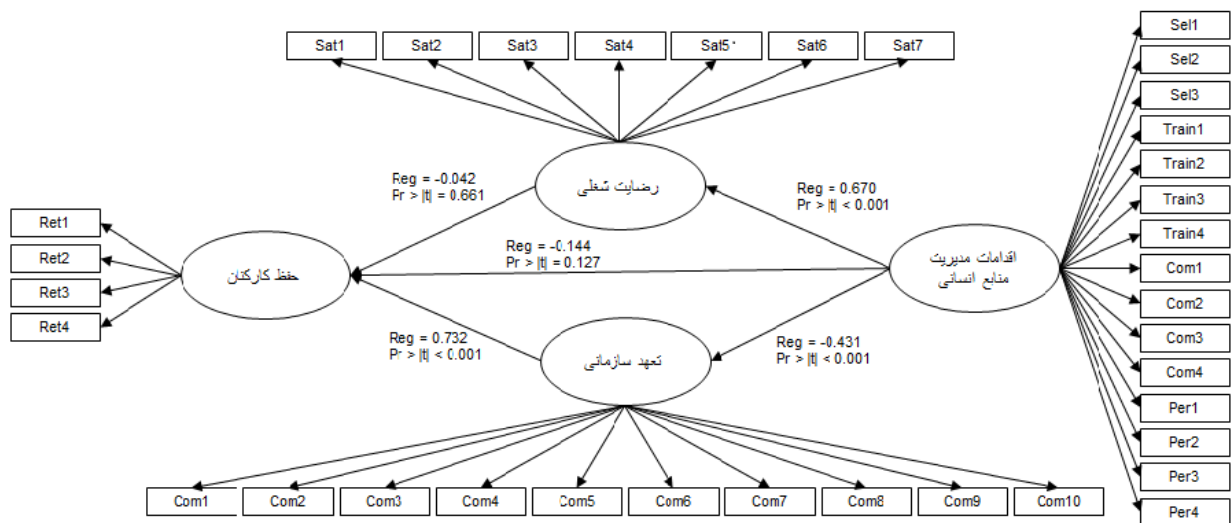 Sat1
Sat2
Sat3
Sat4
Sat5
Sat6
Sat7
Sel1
Sel2
Sel3
Train1
Train2
Train3
Train4
Com1
Com2
Com3
Com4
Per1
Per2
Per3
Per4
رضایت شغلی
Reg = -0.042
Pr > |t| = 0.661
Reg = 0.670
Pr > |t| < 0.001
Ret1
Ret2
Ret3
Ret4
حفظ کارکنان
Reg = -0.144
Pr > |t| = 0.127
اقدامات مدیریت
منابع انسانی
Reg = 0.732
Pr > |t| < 0.001
تعهد سازمانی
Reg = -0.431
Pr > |t| < 0.001
Com1
Com2
Com3
Com4
Com5
Com6
Com7
Com8
Com9
Com10